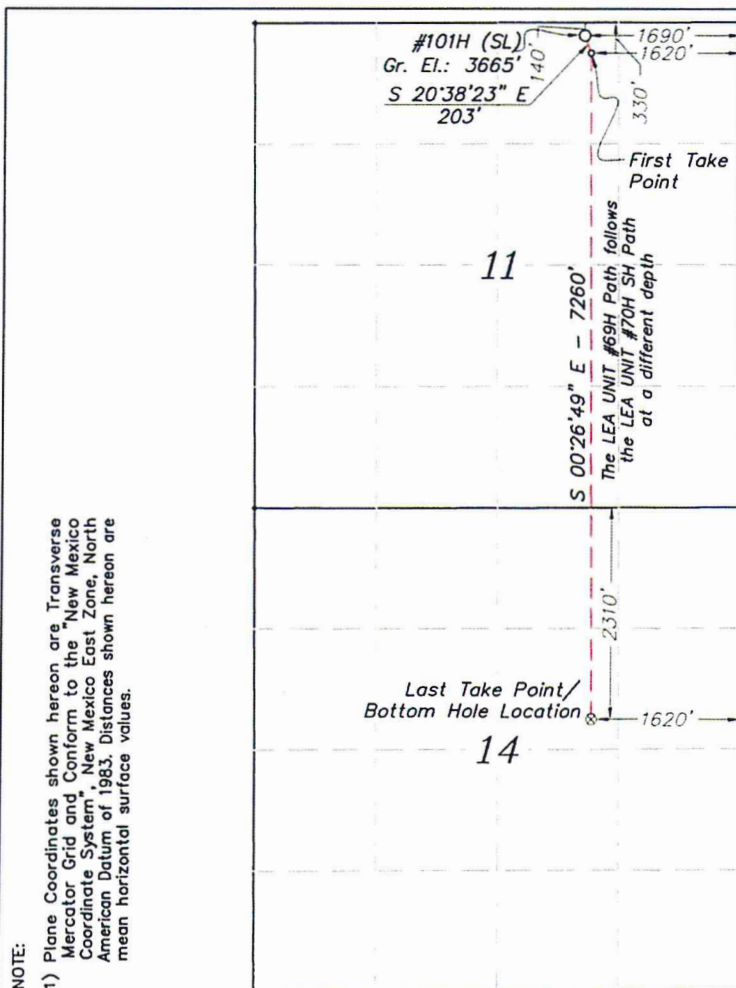 #101H (SL)
Gr. El.: 3665'
S 20°38'23" E
203'
140'
1690'
1620'
330'
First Take
Point
11
S 00°26'49" E - 7260'
The LEA UNIT #69H Path follows
the LEA UNIT #70H SH Path
at a different depth
2310'
Last Take Point/
Bottom Hole Location
1620'
14
NOTE:
1) Plane Coordinates shown hereon are Transverse
Mercator Grid and Conform to the "New Mexico
Coordinate System", New Mexico East Zone, North
American Datum of 1983. Distances shown hereon are
mean horizontal surface values.